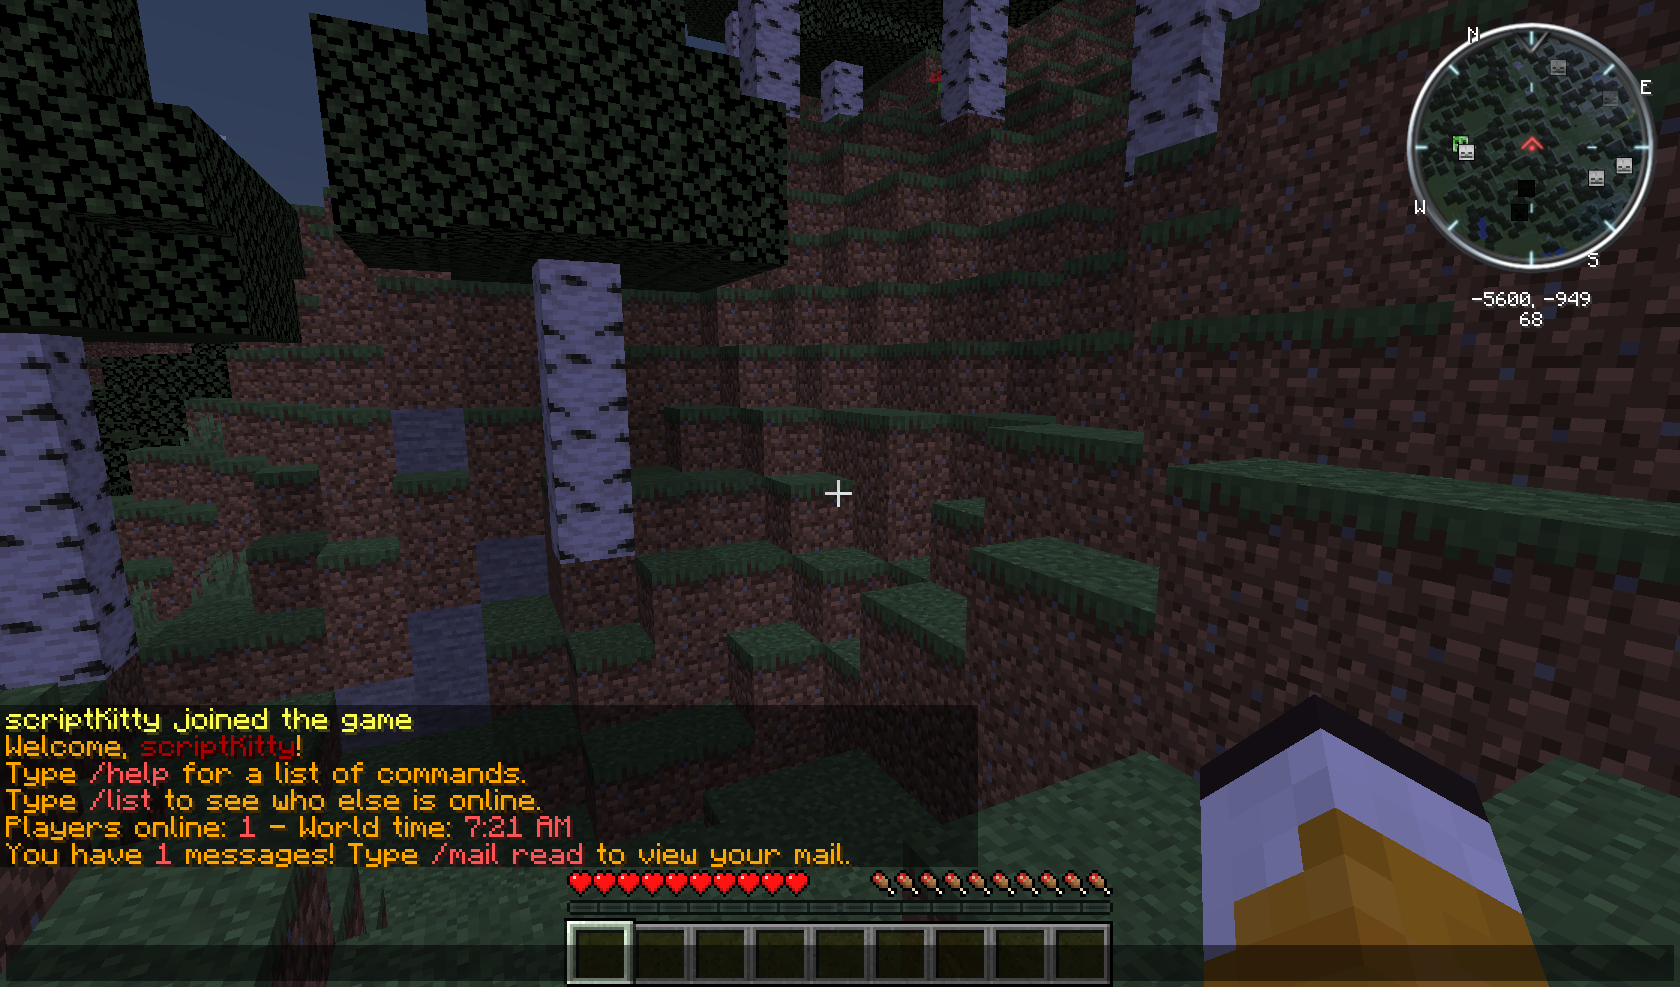 N
E
W
S
-5600, -949
68
scriptKitty joined the game
Welcome, scriptKitty!
Type /help for a list of commands.
Type /list to see who else is online.
Players online: 1 - World time: 7:21 AM
You have 1 messages! Type /mail read to view your mail.